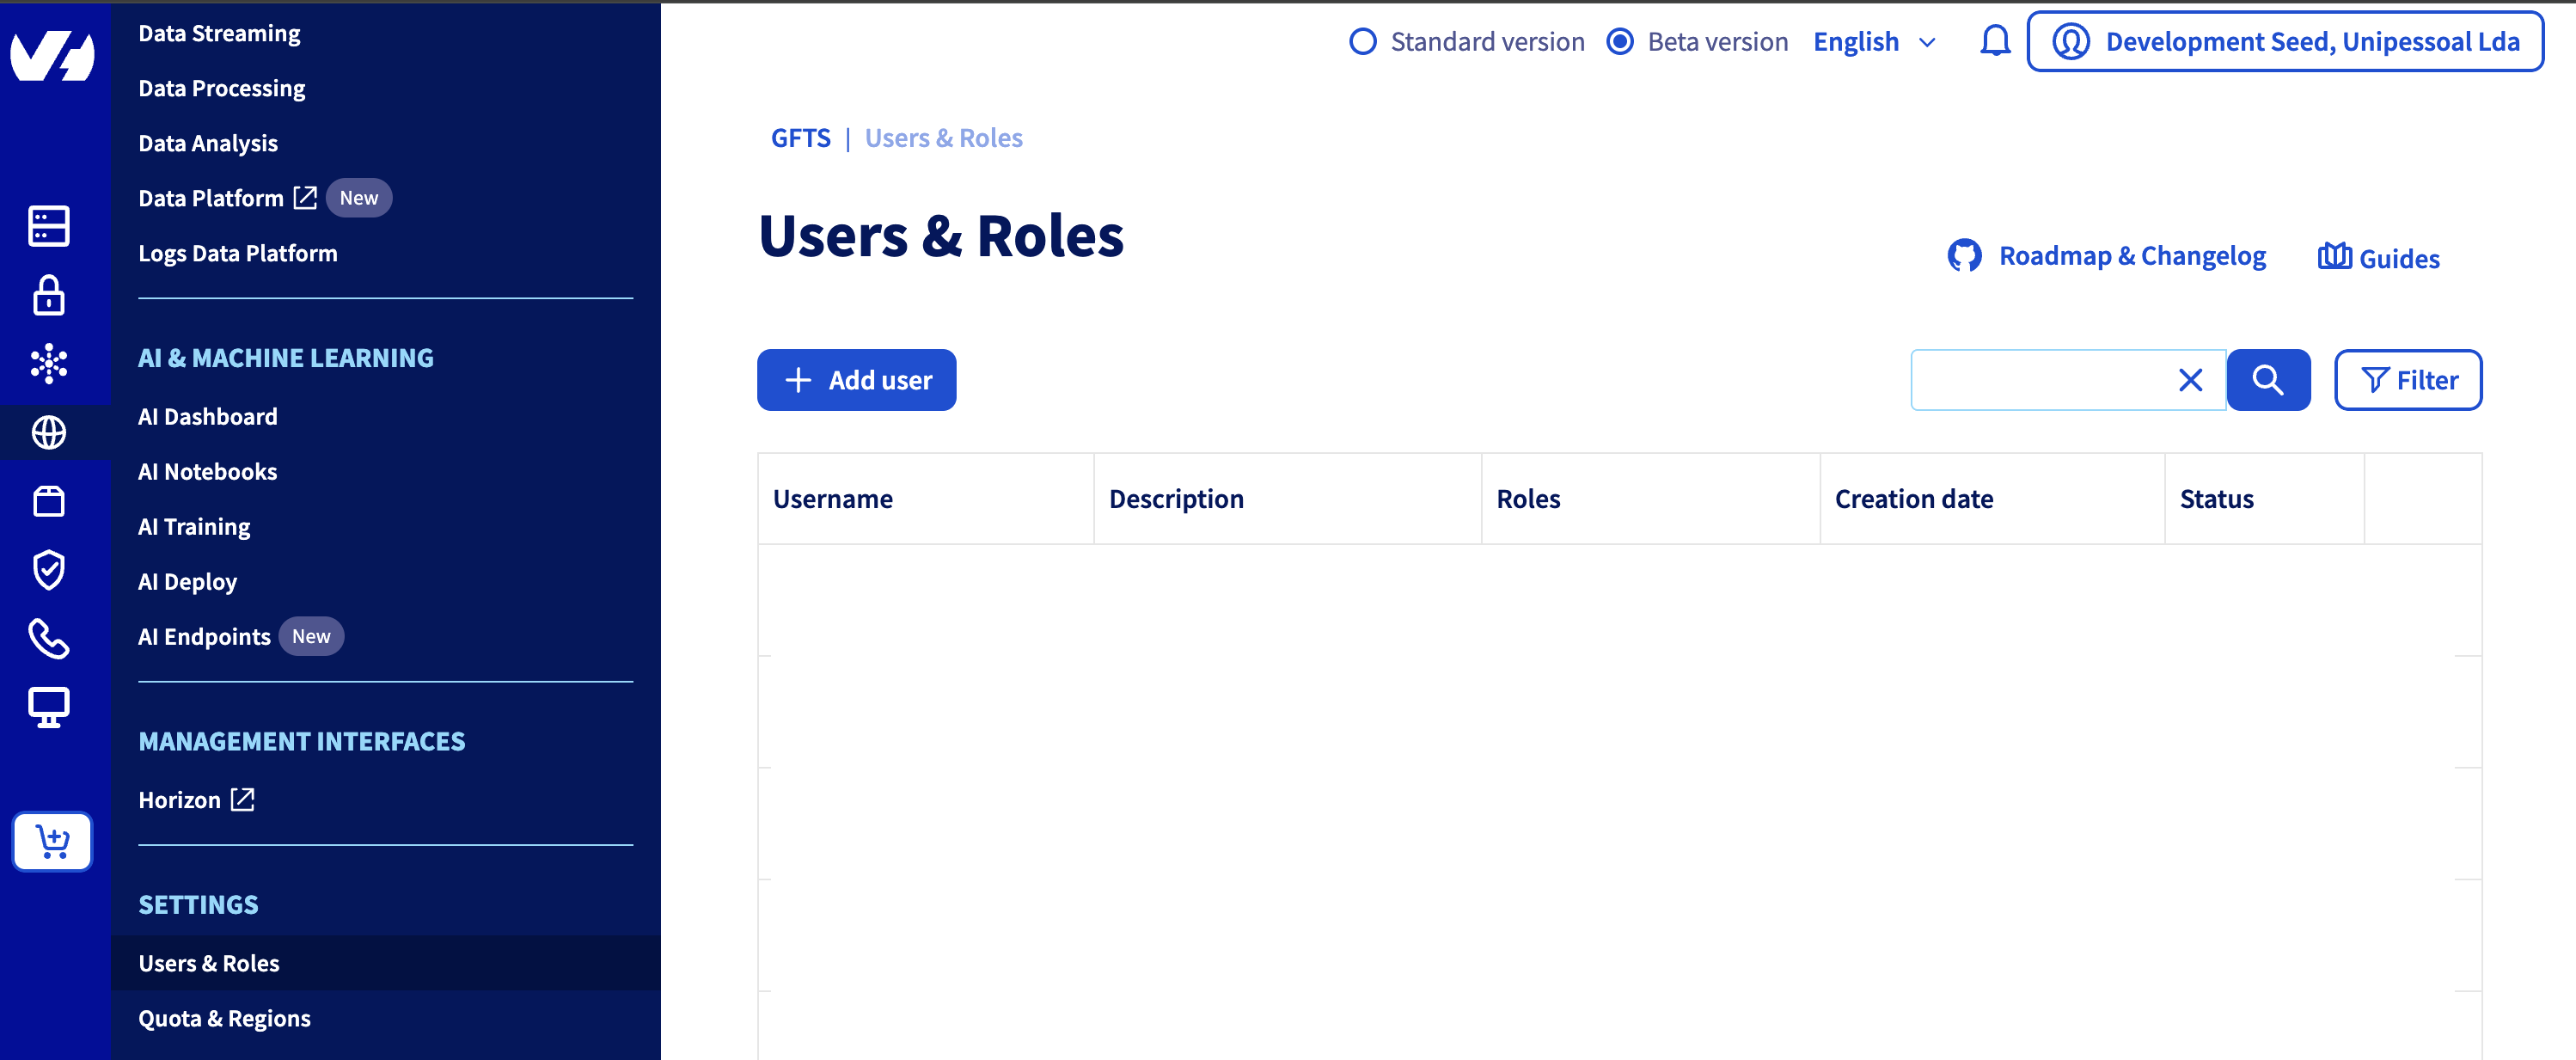 Data Streaming
Data Processing
Data Analysis
Data Platform New
Logs Data Platform
AI & MACHINE LEARNING
AI Dashboard
AI Notebooks
AI Training
AI Deploy
AI Endpoints New
MANAGEMENT INTERFACES
Horizon
SETTINGS
Users & Roles
Quota & Regions
Standard version Beta version English Development Seed, Unipessoal Lda
GFTS | Users & Roles
Users & Roles
Roadmap & Changelog Guides
Add user Filter
Username Description Roles Creation date Status